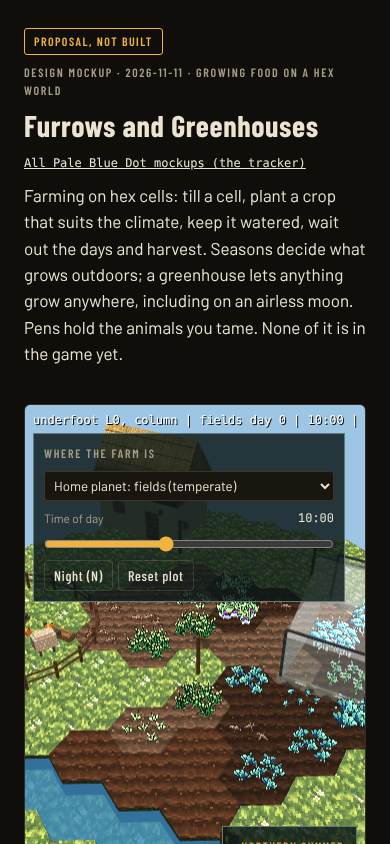 PROPOSAL, NOT BUILT
DESIGN MOCKUP · 2026-11-11 · GROWING FOOD ON A HEX
WORLD
Furrows and Greenhouses
All Pale Blue Dot mockups (the tracker)
Farming on hex cells: till a cell, plant a crop
that suits the climate, keep it watered, wait
out the days and harvest. Seasons decide what
grows outdoors; a greenhouse lets anything
grow anywhere, including on an airless moon.
Pens hold the animals you tame. None of it is in
the game yet.
underfoot L0, column | fields day 0 | 10:00 |
WHERE THE FARM IS
Home planet: fields (temperate)
Time of day 10:00
Night (N) Reset plot
NORTHERN SUMMER